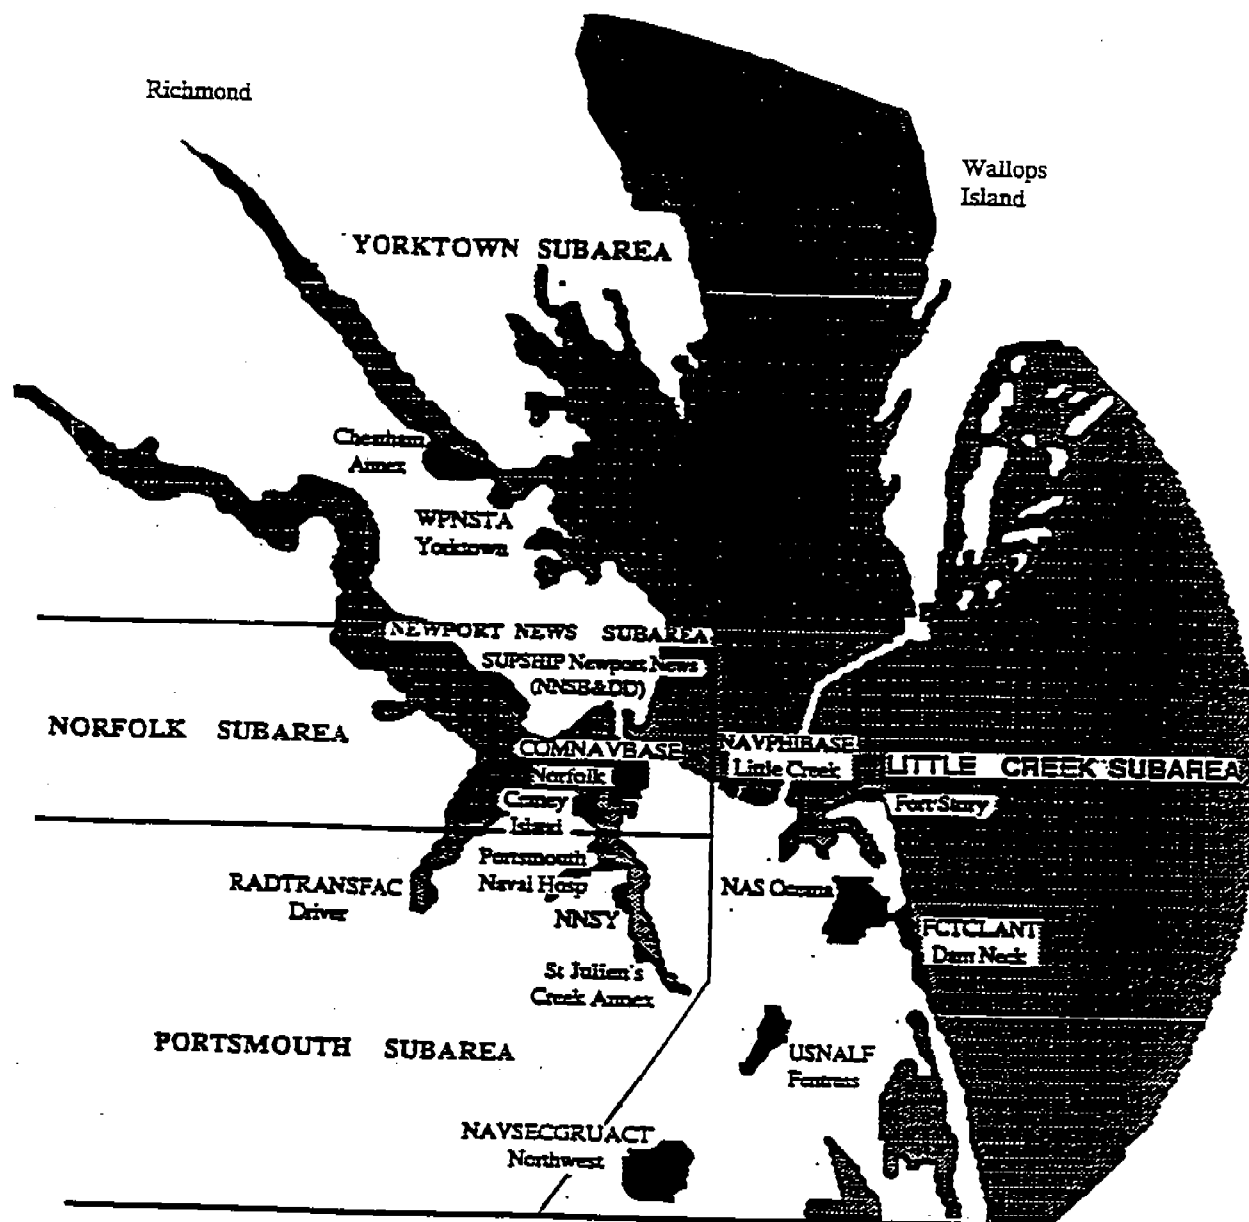 Richmond
Wallops
Island
YORKTOWN SUBAREA
Cheatham
Annex
WPNSTA
Yorktown
NEWPORT NEWS SUBAREA
SUPSHIP Newport News
(NNSB&DD)
NORFOLK SUBAREA
COMNAVBASE
Norfolk
NAVPHIBASE
Little Creek
LITTLE CREEK SUBAREA
Craney
Island
Fort Story
Portsmouth
Naval Hosp
RADTRANSFAC
Driver
NAS Oceana
NNSY
FCTCLANT
Dam Neck
St Julien's
Creek Annex
PORTSMOUTH SUBAREA
USNALF
Fentress
NAVSECGRUACT
Northwest